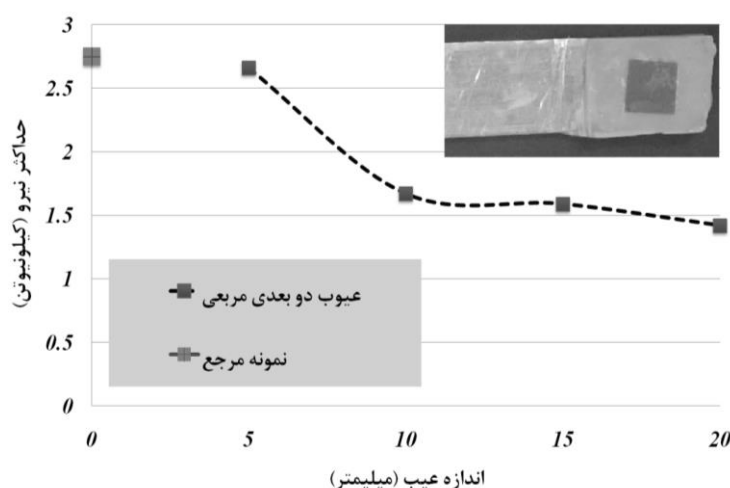 حداکثر نیرو (کیلونیوتن)
3
2.5
2
1.5
1
0.5
0
عیوب دو بعدی مربعی
نمونه مرجع
0 5 10 15 20
اندازه عیب (میلیمتر)